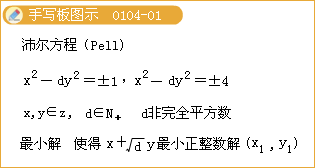 手写板图示 0104-01
沛尔方程 (Pell)
x²－dy²＝±1，x²－dy²＝±4
x,y∈z, d∈N₊ d非完全平方数
最小解 使得 x＋√d y最小正整数解 (x₁ , y₁)